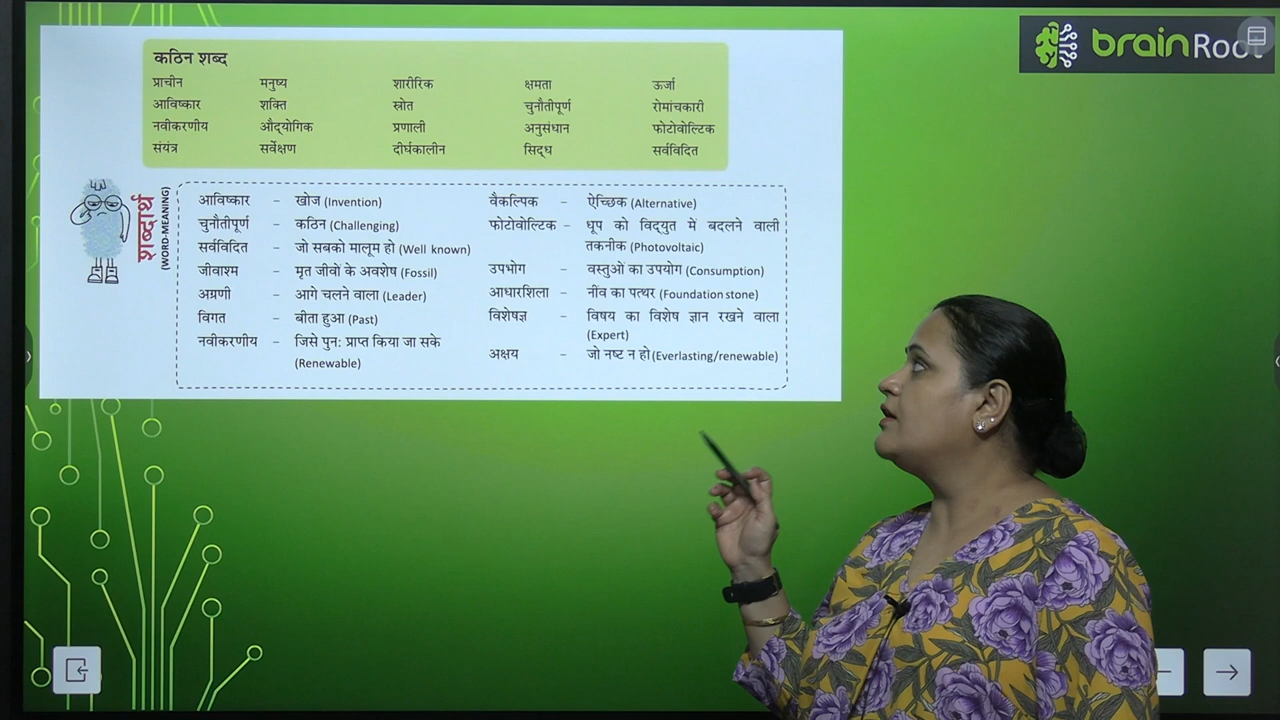 brainRoot
कठिन शब्द
प्राचीन मनुष्य शारीरिक क्षमता ऊर्जा
आविष्कार शक्ति स्रोत चुनौतीपूर्ण रोमांचकारी
नवीकरणीय औद्योगिक प्रणाली अनुसंधान फोटोवोल्टिक
संयंत्र सर्वेक्षण दीर्घकालीन सिद्ध सर्वविदित
शब्दार्थ
(WORD-MEANING)
आविष्कार – खोज (Invention)
चुनौतीपूर्ण – कठिन (Challenging)
सर्वविदित – जो सबको मालूम हो (Well known)
जीवाश्म – मृत जीवों के अवशेष (Fossil)
अग्रणी – आगे चलने वाला (Leader)
विगत – बीता हुआ (Past)
नवीकरणीय – जिसे पुनः प्राप्त किया जा सके
(Renewable)
वैकल्पिक – ऐच्छिक (Alternative)
फोटोवोल्टिक – धूप को विद्युत में बदलने वाली
तकनीक (Photovoltaic)
उपभोग – वस्तुओं का उपयोग (Consumption)
आधारशिला – नींव का पत्थर (Foundation stone)
विशेषज्ञ – विषय का विशेष ज्ञान रखने वाला
(Expert)
अक्षय – जो नष्ट न हो (Everlasting/renewable)